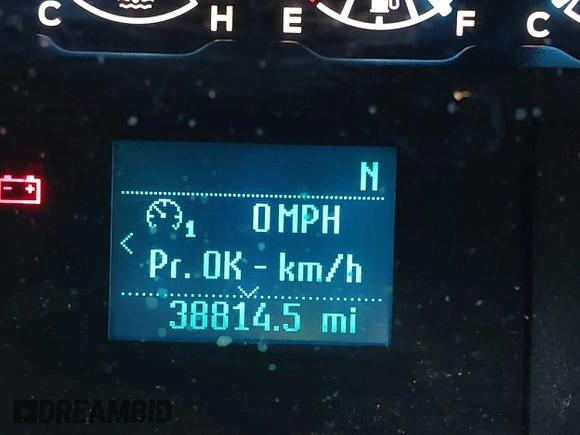 C H E F C
N
1 0 MPH
Pr. OK - km/h
38814.5 mi
DREAMBID